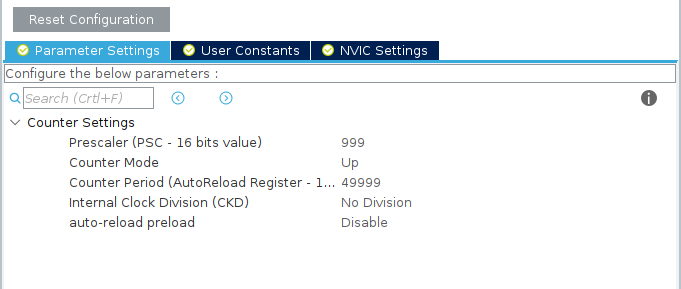 Reset Configuration
Parameter Settings User Constants NVIC Settings
Configure the below parameters :
Search (Crtl+F)
Counter Settings
Prescaler (PSC - 16 bits value) 999
Counter Mode Up
Counter Period (AutoReload Register - 1... 49999
Internal Clock Division (CKD) No Division
auto-reload preload Disable